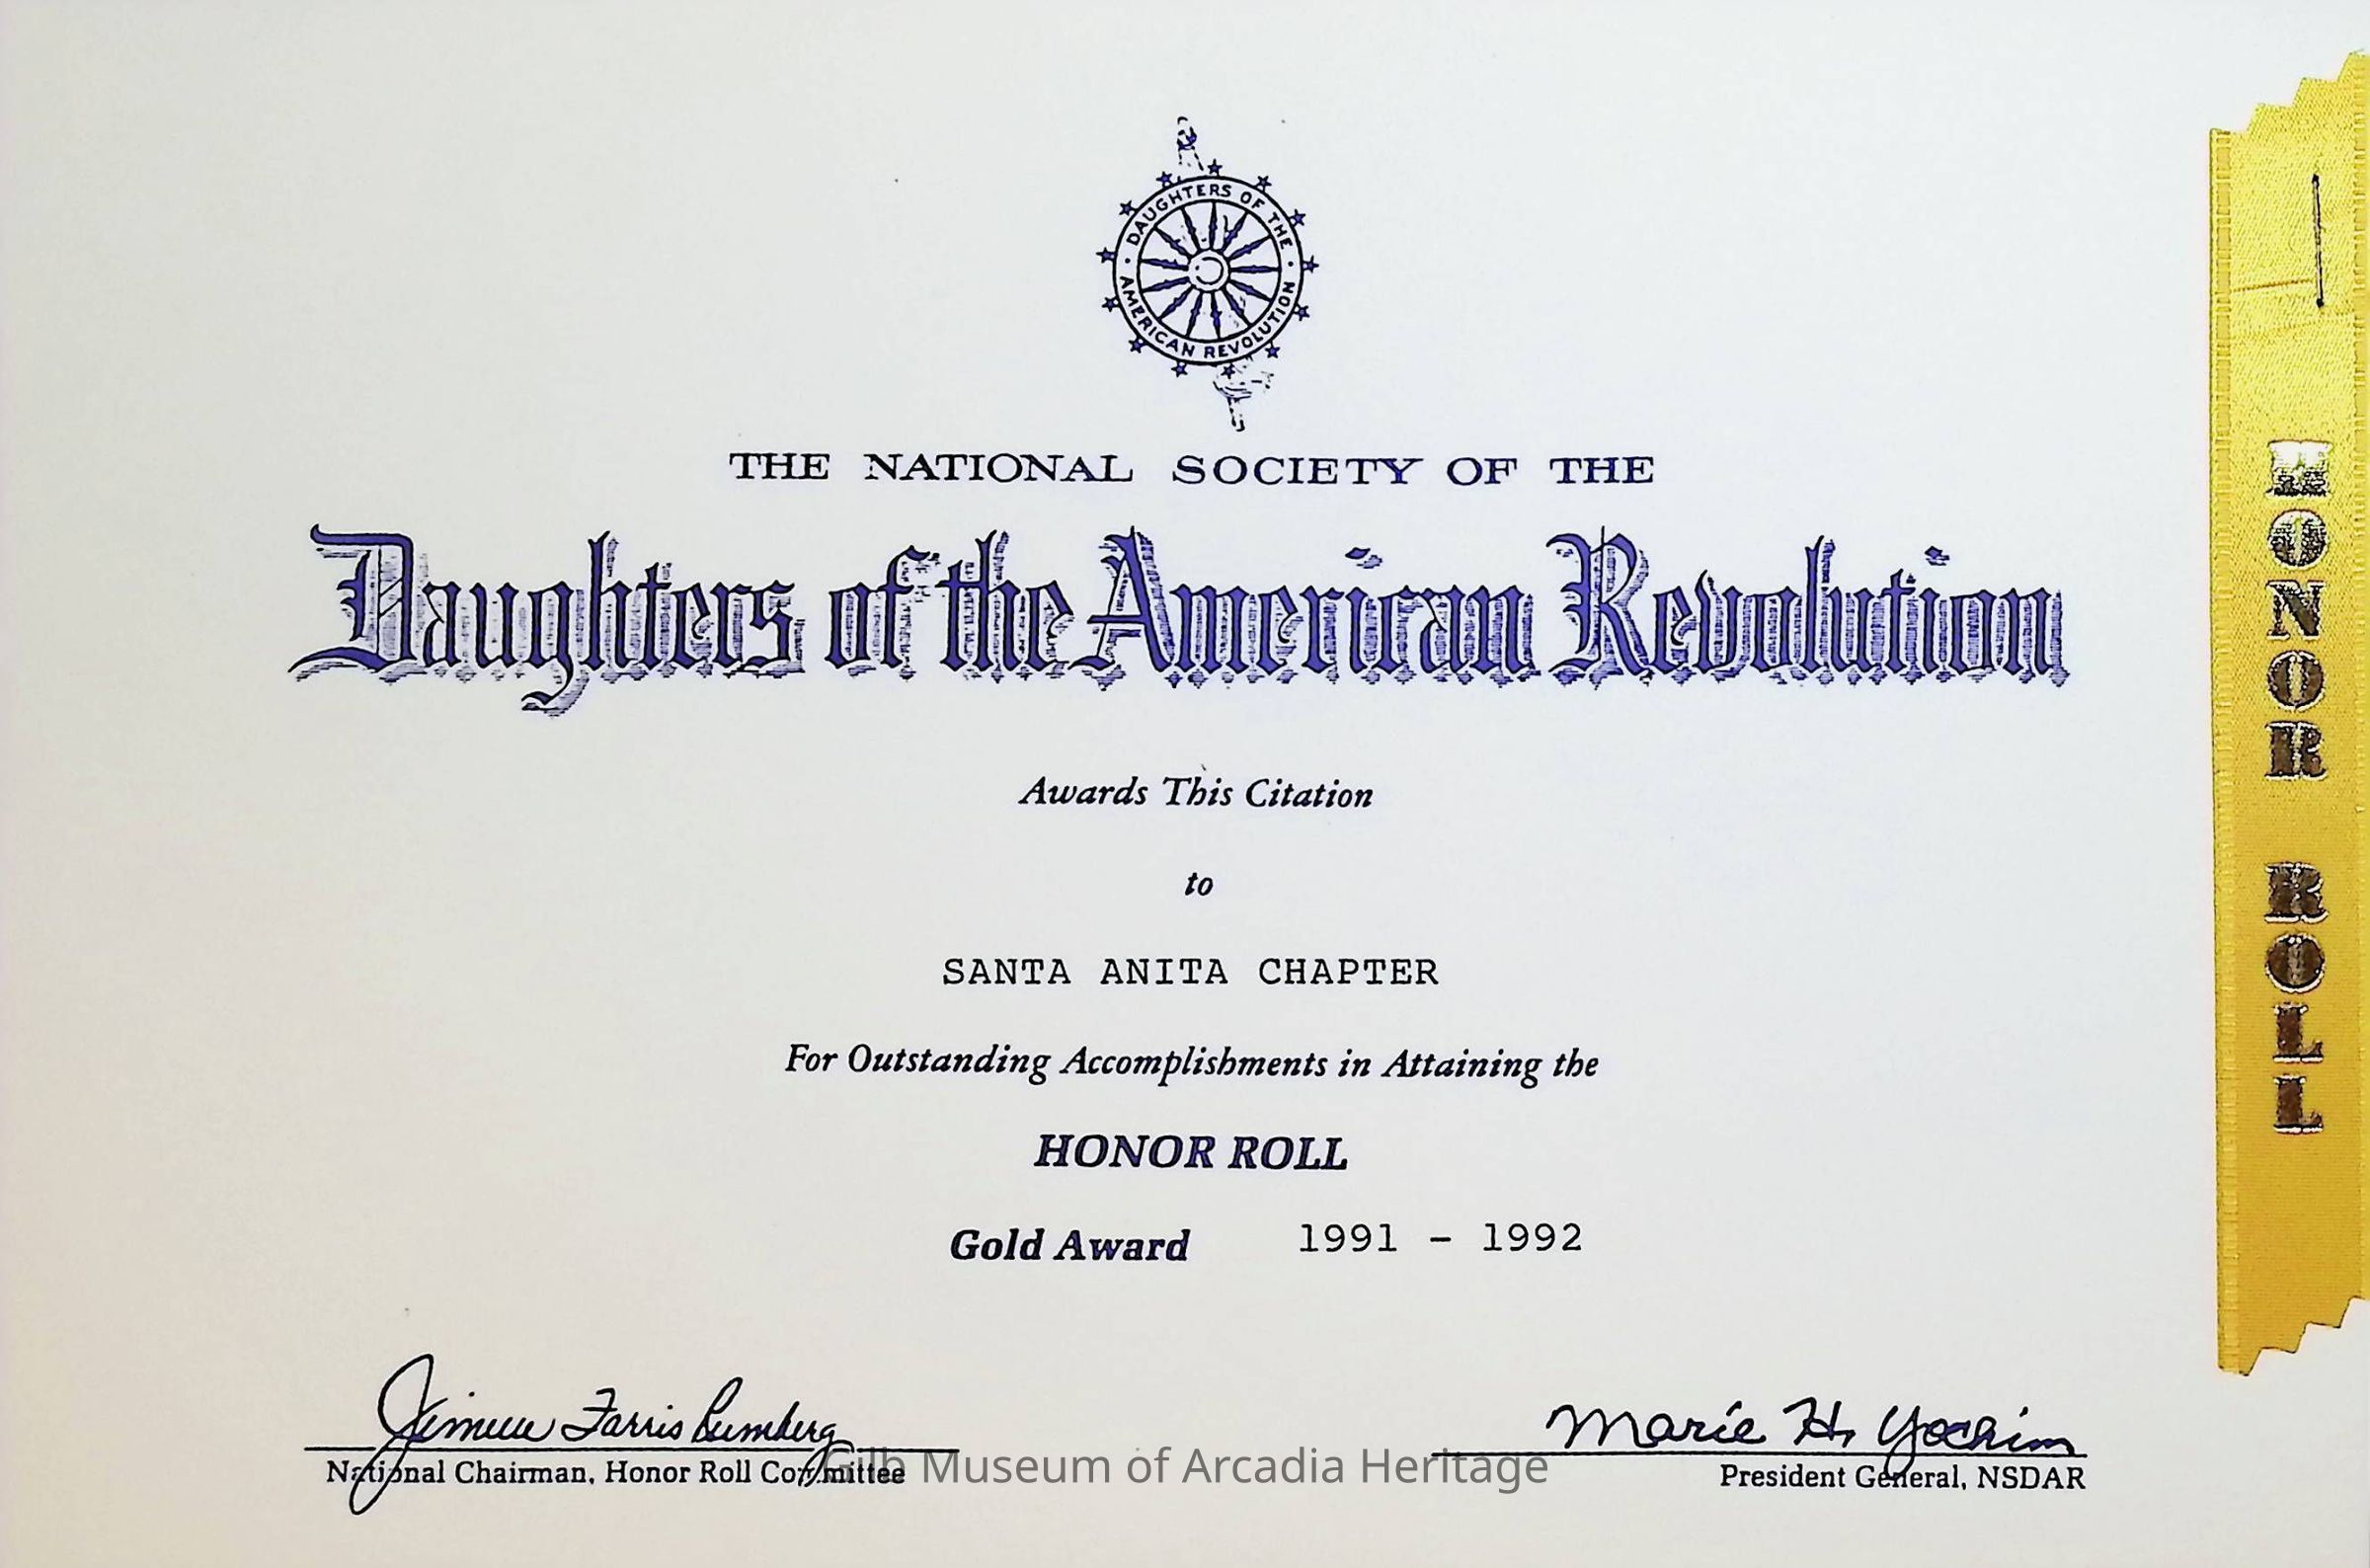 DAUGHTERS OF THE
AMERICAN REVOLUTION
THE NATIONAL SOCIETY OF THE
Daughters of the American Revolution
Awards This Citation
to
SANTA ANITA CHAPTER
For Outstanding Accomplishments in Attaining the
HONOR ROLL
Gold Award 1991 - 1992
Farris
National Chairman, Honor Roll Committee
Marie H. Yochim
President General, NSDAR
Gilb Museum of Arcadia Heritage
HONOR ROLL